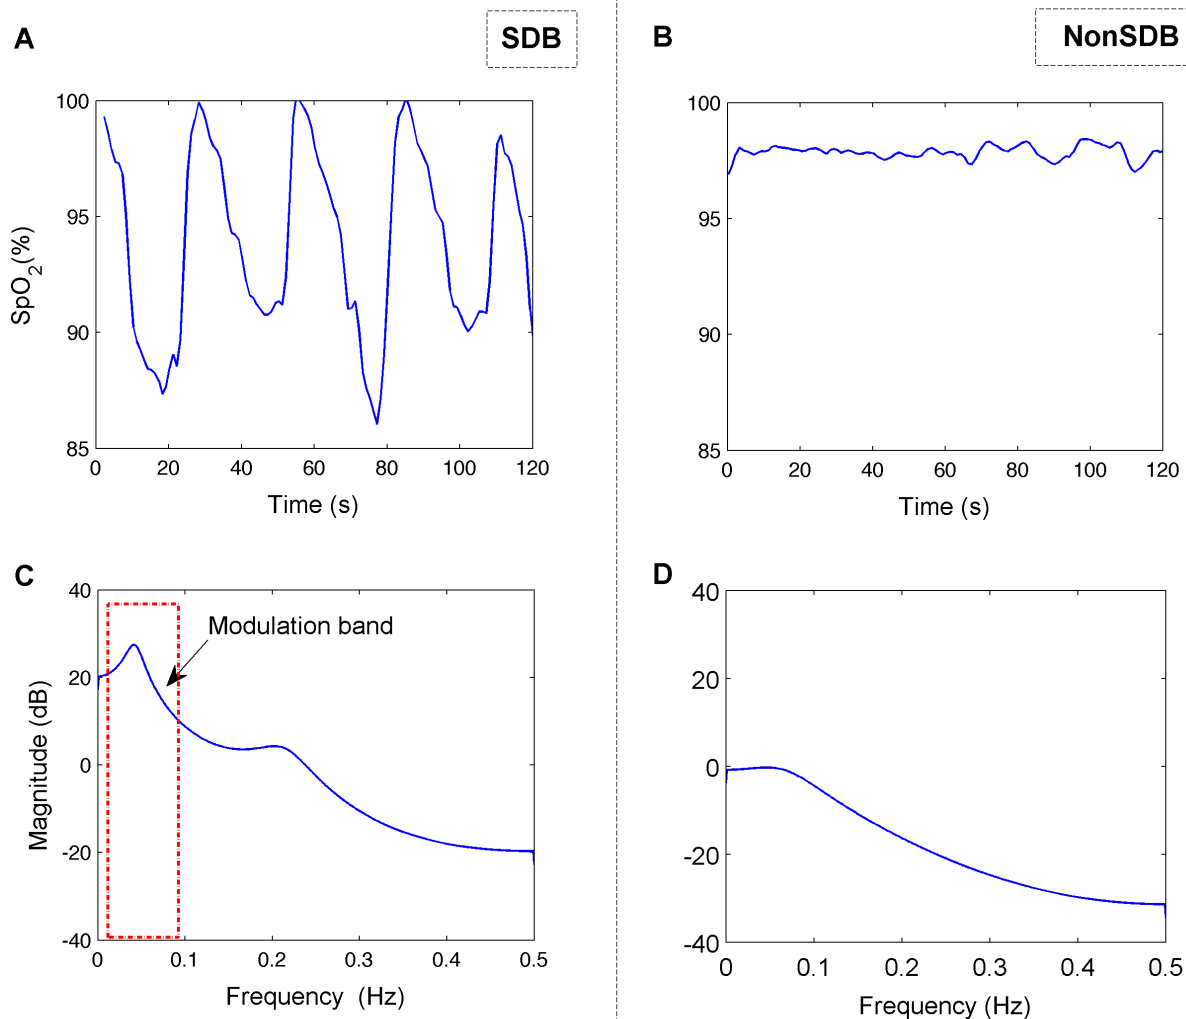 A
SDB
B
NonSDB
100
95
90
85
SpO2(%)
0 20 40 60 80 100 120
Time (s)
100
95
90
85
0 20 40 60 80 100 120
Time (s)
C
40
20
0
-20
-40
Magnitude (dB)
Modulation band
0 0.1 0.2 0.3 0.4 0.5
Frequency (Hz)
D
40
20
0
-20
-40
0 0.1 0.2 0.3 0.4 0.5
Frequency (Hz)